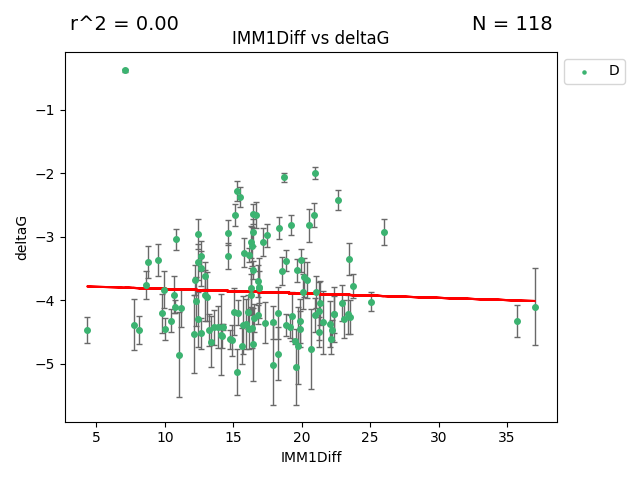 r^2 = 0.00
N = 118
IMM1Diff vs deltaG
D
−1
−2
−3
−4
−5
deltaG
5 10 15 20 25 30 35
IMM1Diff